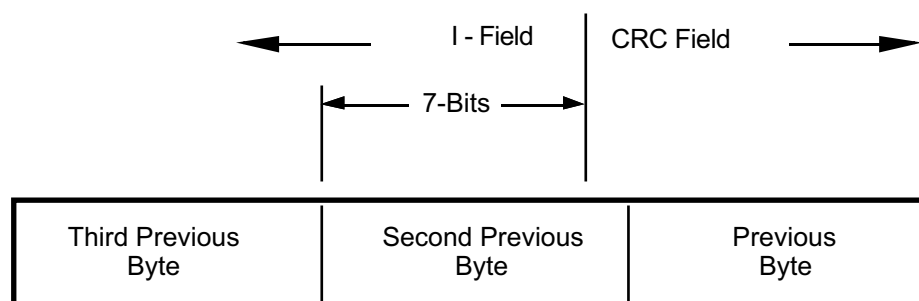 I - Field
CRC Field
7-Bits
Third Previous
Byte
Second Previous
Byte
Previous
Byte